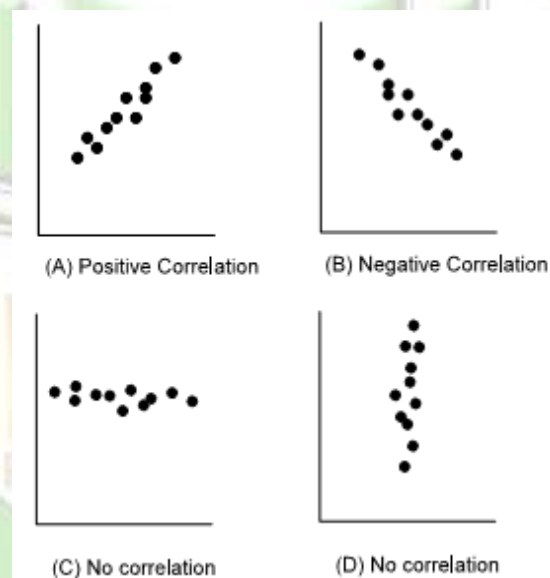 (A) Positive Correlation
(B) Negative Correlation
(C) No correlation
(D) No correlation